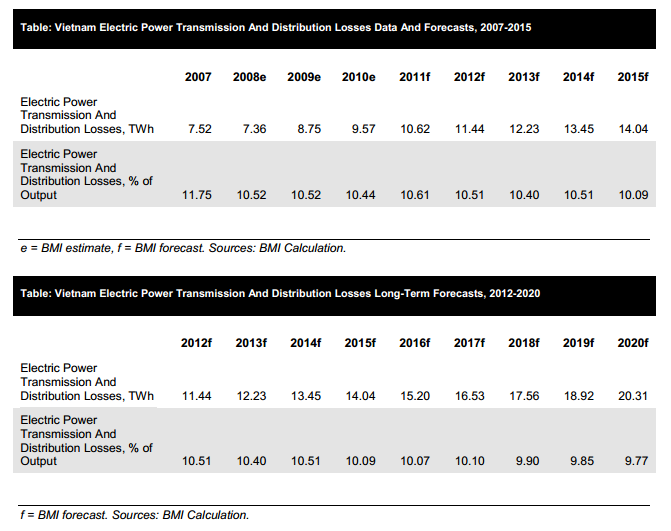 Table: Vietnam Electric Power Transmission And Distribution Losses Data And Forecasts, 2007-2015
2007 2008e 2009e 2010e 2011f 2012f 2013f 2014f 2015f
Electric Power
Transmission And
Distribution Losses, TWh 7.52 7.36 8.75 9.57 10.62 11.44 12.23 13.45 14.04
Electric Power
Transmission And
Distribution Losses, % of
Output 11.75 10.52 10.52 10.44 10.61 10.51 10.40 10.51 10.09
e = BMI estimate, f = BMI forecast. Sources: BMI Calculation.
Table: Vietnam Electric Power Transmission And Distribution Losses Long-Term Forecasts, 2012-2020
2012f 2013f 2014f 2015f 2016f 2017f 2018f 2019f 2020f
Electric Power
Transmission And
Distribution Losses, TWh 11.44 12.23 13.45 14.04 15.20 16.53 17.56 18.92 20.31
Electric Power
Transmission And
Distribution Losses, % of
Output 10.51 10.40 10.51 10.09 10.07 10.10 9.90 9.85 9.77
f = BMI forecast. Sources: BMI Calculation.